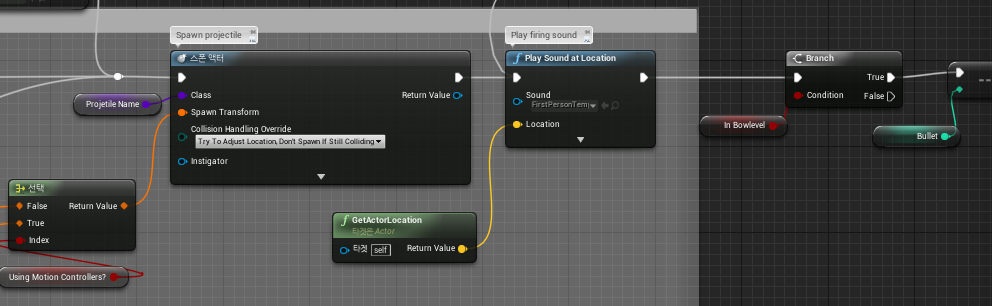 Spawn projectile
Play firing sound
스폰 액터
Class
Return Value
Spawn Transform
Collision Handling Override
Try To Adjust Location, Don't Spawn If Still Colliding
Instigator
Projetile Name
Play Sound at Location
Sound
FirstPersonTem
Location
Branch
True
Condition
False
In Bowlevel
Bullet
선택
False
Return Value
True
Index
Using Motion Controllers?
GetActorLocation
타깃은 Actor
타깃
self
Return Value